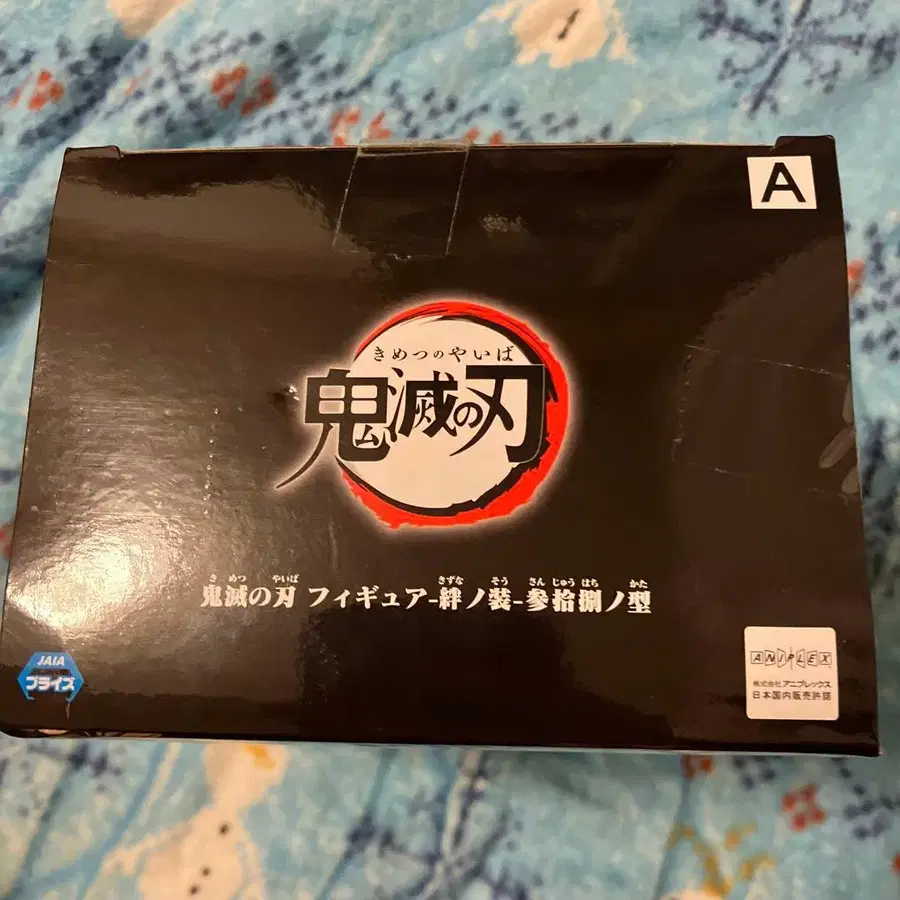 A
きめつのやいば
鬼滅の刃
き めつ やいば きずな そう さん じゅう はち かた
鬼滅の刃 フィギュア-絆ノ装-参拾捌ノ型
JAIA
プライズ
ANIPLEX
株式会社アニプレックス
日本国内販売許諾